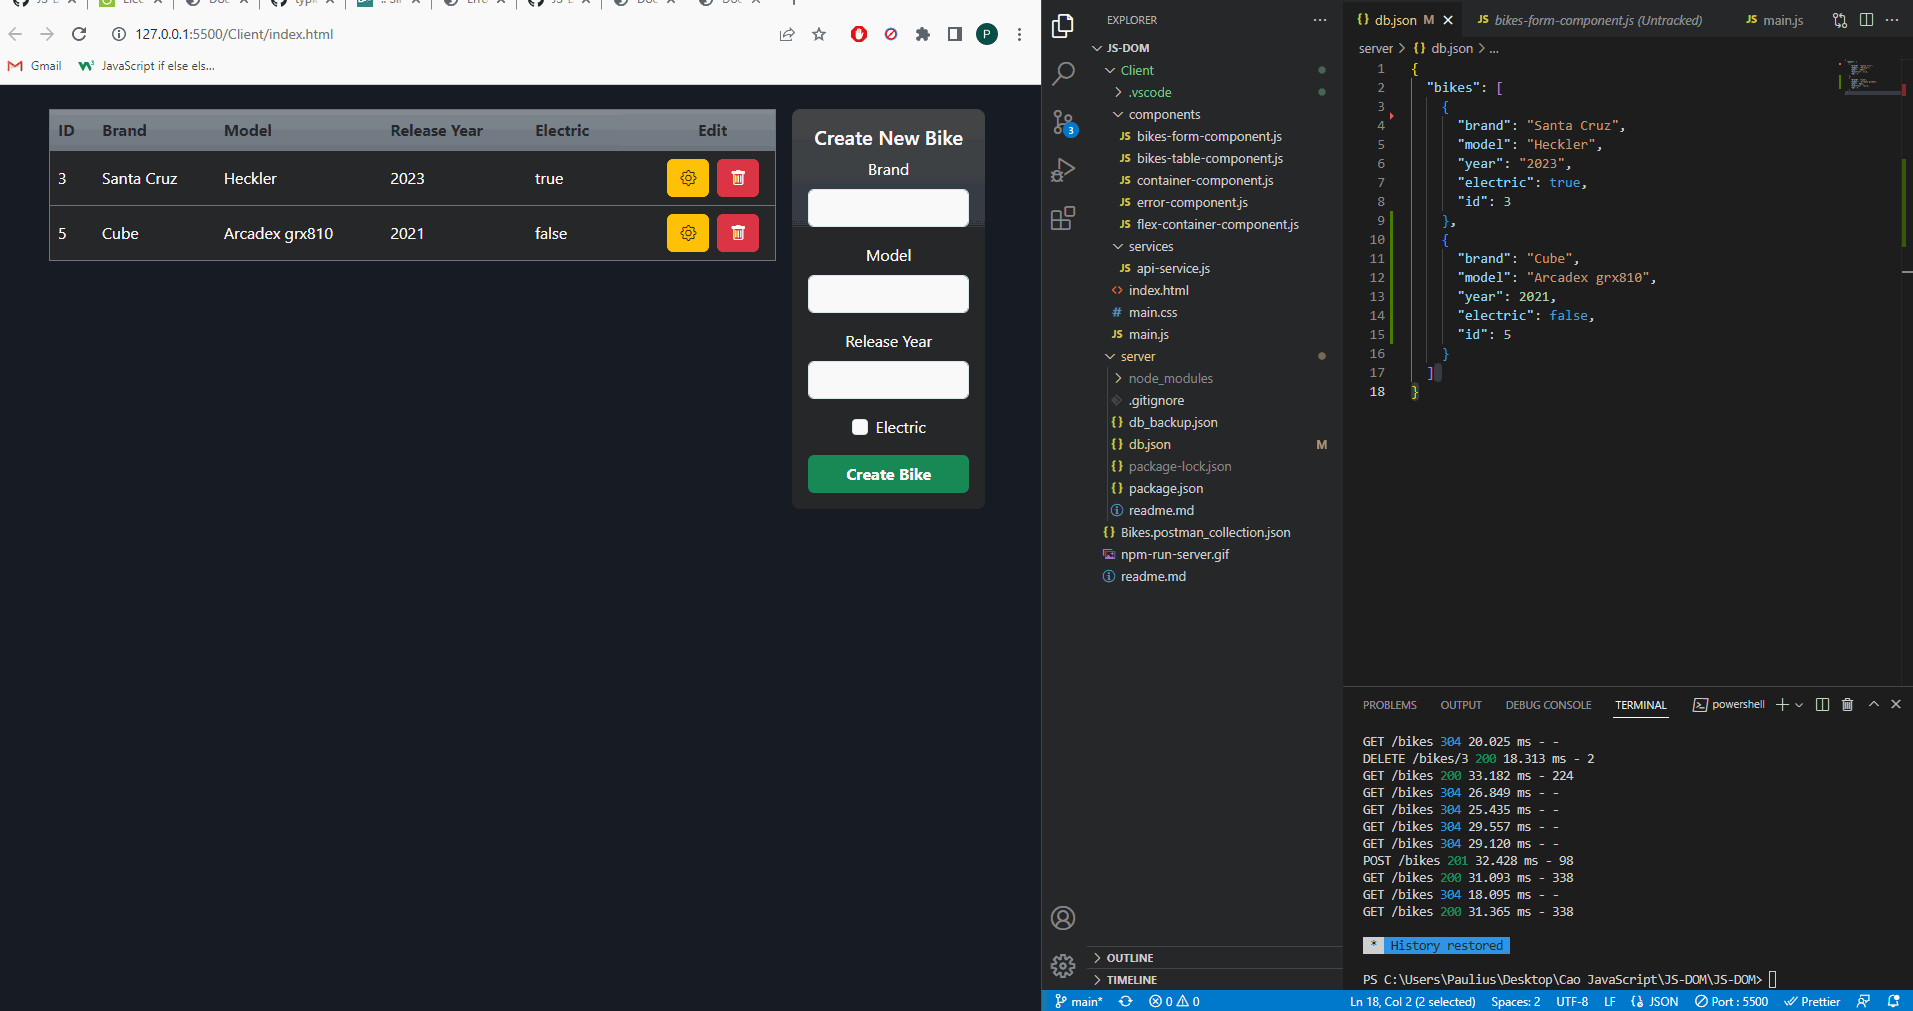 127.0.0.1:5500/Client/index.html
P
Gmail
JavaScript if else els...
ID Brand Model Release Year Electric Edit
3 Santa Cruz Heckler 2023 true
5 Cube Arcadex grx810 2021 false
Create New Bike
Brand
Model
Release Year
Electric
Create Bike
EXPLORER
JS-DOM
Client
.vscode
components
JS bikes-form-component.js
JS bikes-table-component.js
JS container-component.js
JS error-component.js
JS flex-container-component.js
services
JS api-service.js
<> index.html
# main.css
JS main.js
server
node_modules
.gitignore
{} db_backup.json
{} db.json M
{} package-lock.json
{} package.json
readme.md
{} Bikes.postman_collection.json
npm-run-server.gif
readme.md
3
OUTLINE
TIMELINE
{} db.json M
JS bikes-form-component.js (Untracked)
JS main.js
server > {} db.json > ...
1 {
2 "bikes": [
3 {
4 "brand": "Santa Cruz",
5 "model": "Heckler",
6 "year": "2023",
7 "electric": true,
8 "id": 3
9 },
10 {
11 "brand": "Cube",
12 "model": "Arcadex grx810",
13 "year": 2021,
14 "electric": false,
15 "id": 5
16 }
17 ]
18 }
PROBLEMS OUTPUT DEBUG CONSOLE TERMINAL powershell
GET /bikes 304 20.025 ms - -
DELETE /bikes/3 200 18.313 ms - 2
GET /bikes 200 33.182 ms - 224
GET /bikes 304 26.849 ms - -
GET /bikes 304 25.435 ms - -
GET /bikes 304 29.557 ms - -
GET /bikes 304 29.120 ms - -
POST /bikes 201 32.428 ms - 98
GET /bikes 200 31.093 ms - 338
GET /bikes 304 18.095 ms - -
GET /bikes 200 31.365 ms - 338
* History restored
PS C:\Users\Paulius\Desktop\Cao JavaScript\JS-DOM\JS-DOM>
main* 0 0 Ln 18, Col 2 (2 selected) Spaces: 2 UTF-8 LF {} JSON Port : 5500 Prettier